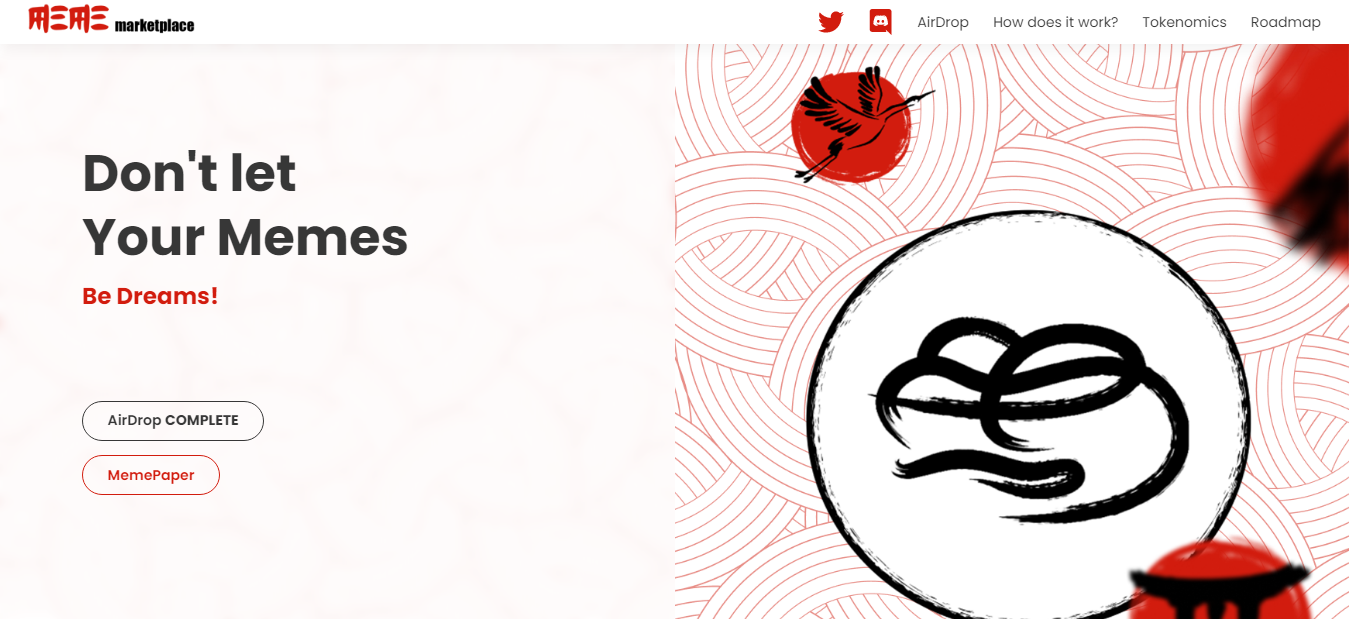 MEME marketplace
AirDrop
How does it work?
Tokenomics
Roadmap
Don't let
Your Memes
Be Dreams!
AirDrop COMPLETE
MemePaper